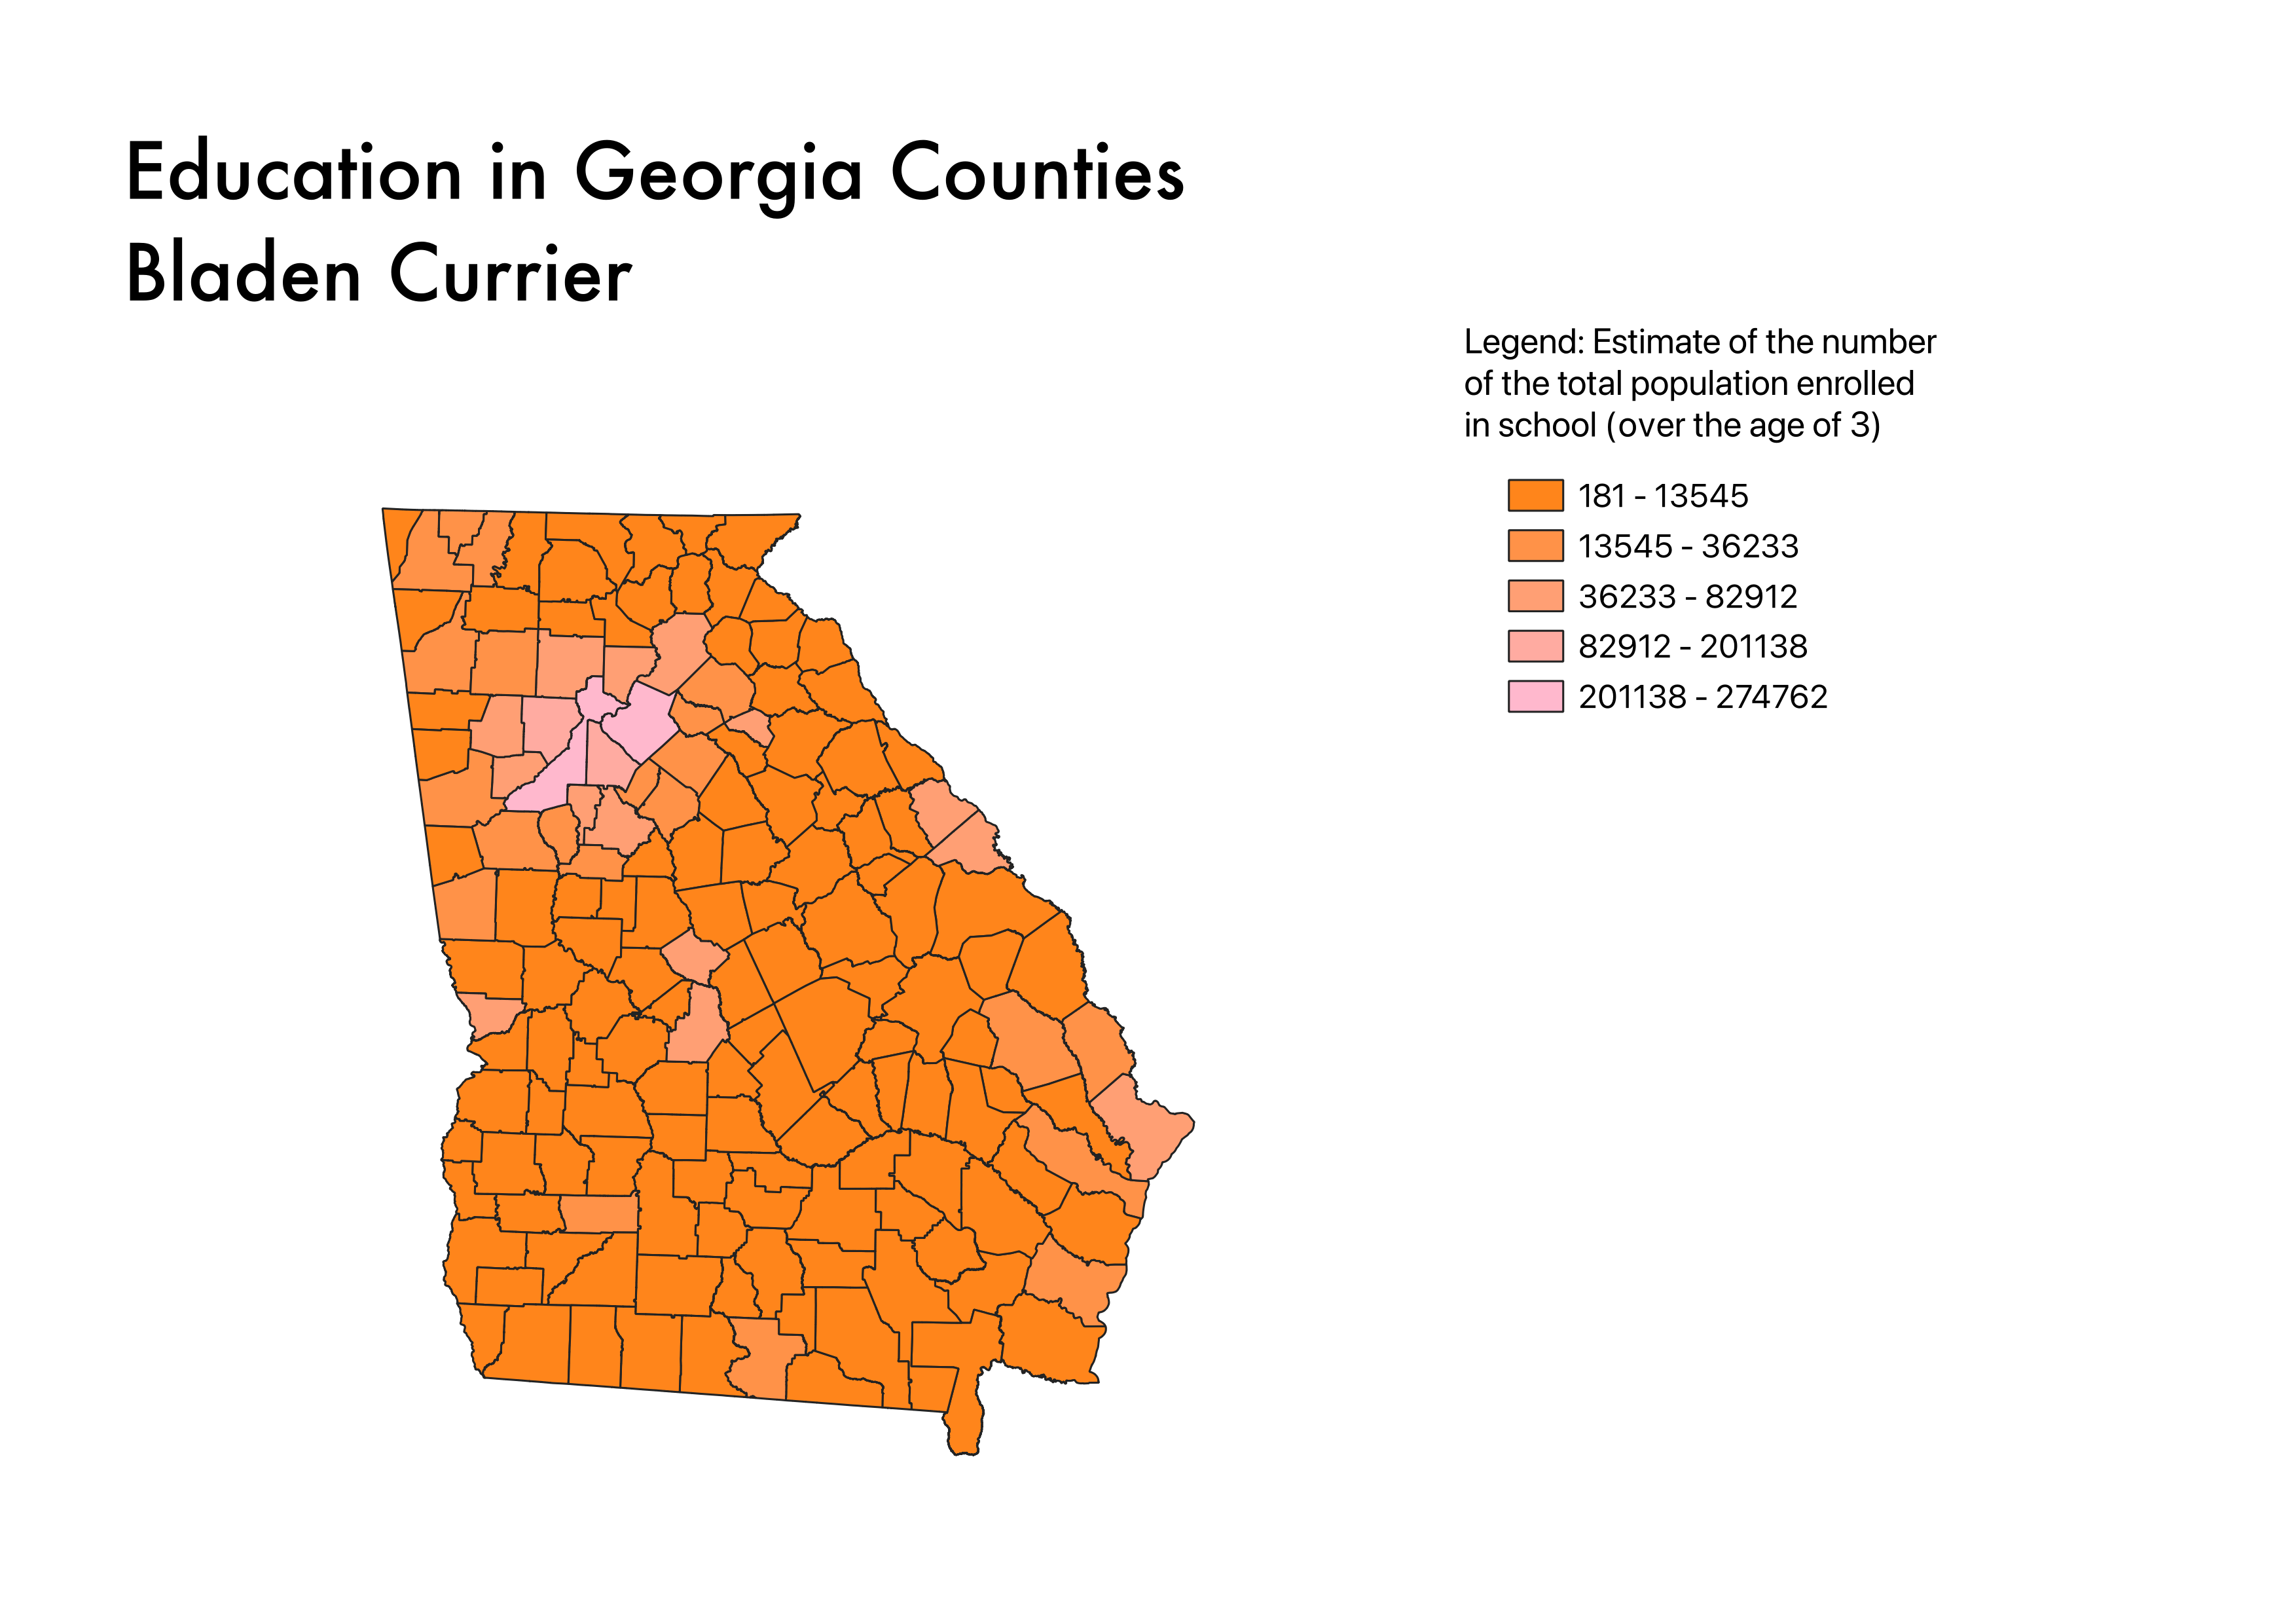 Education in Georgia Counties
Bladen Currier
Legend: Estimate of the number
of the total population enrolled
in school (over the age of 3)
181 - 13545
13545 - 36233
36233 - 82912
82912 - 201138
201138 - 274762